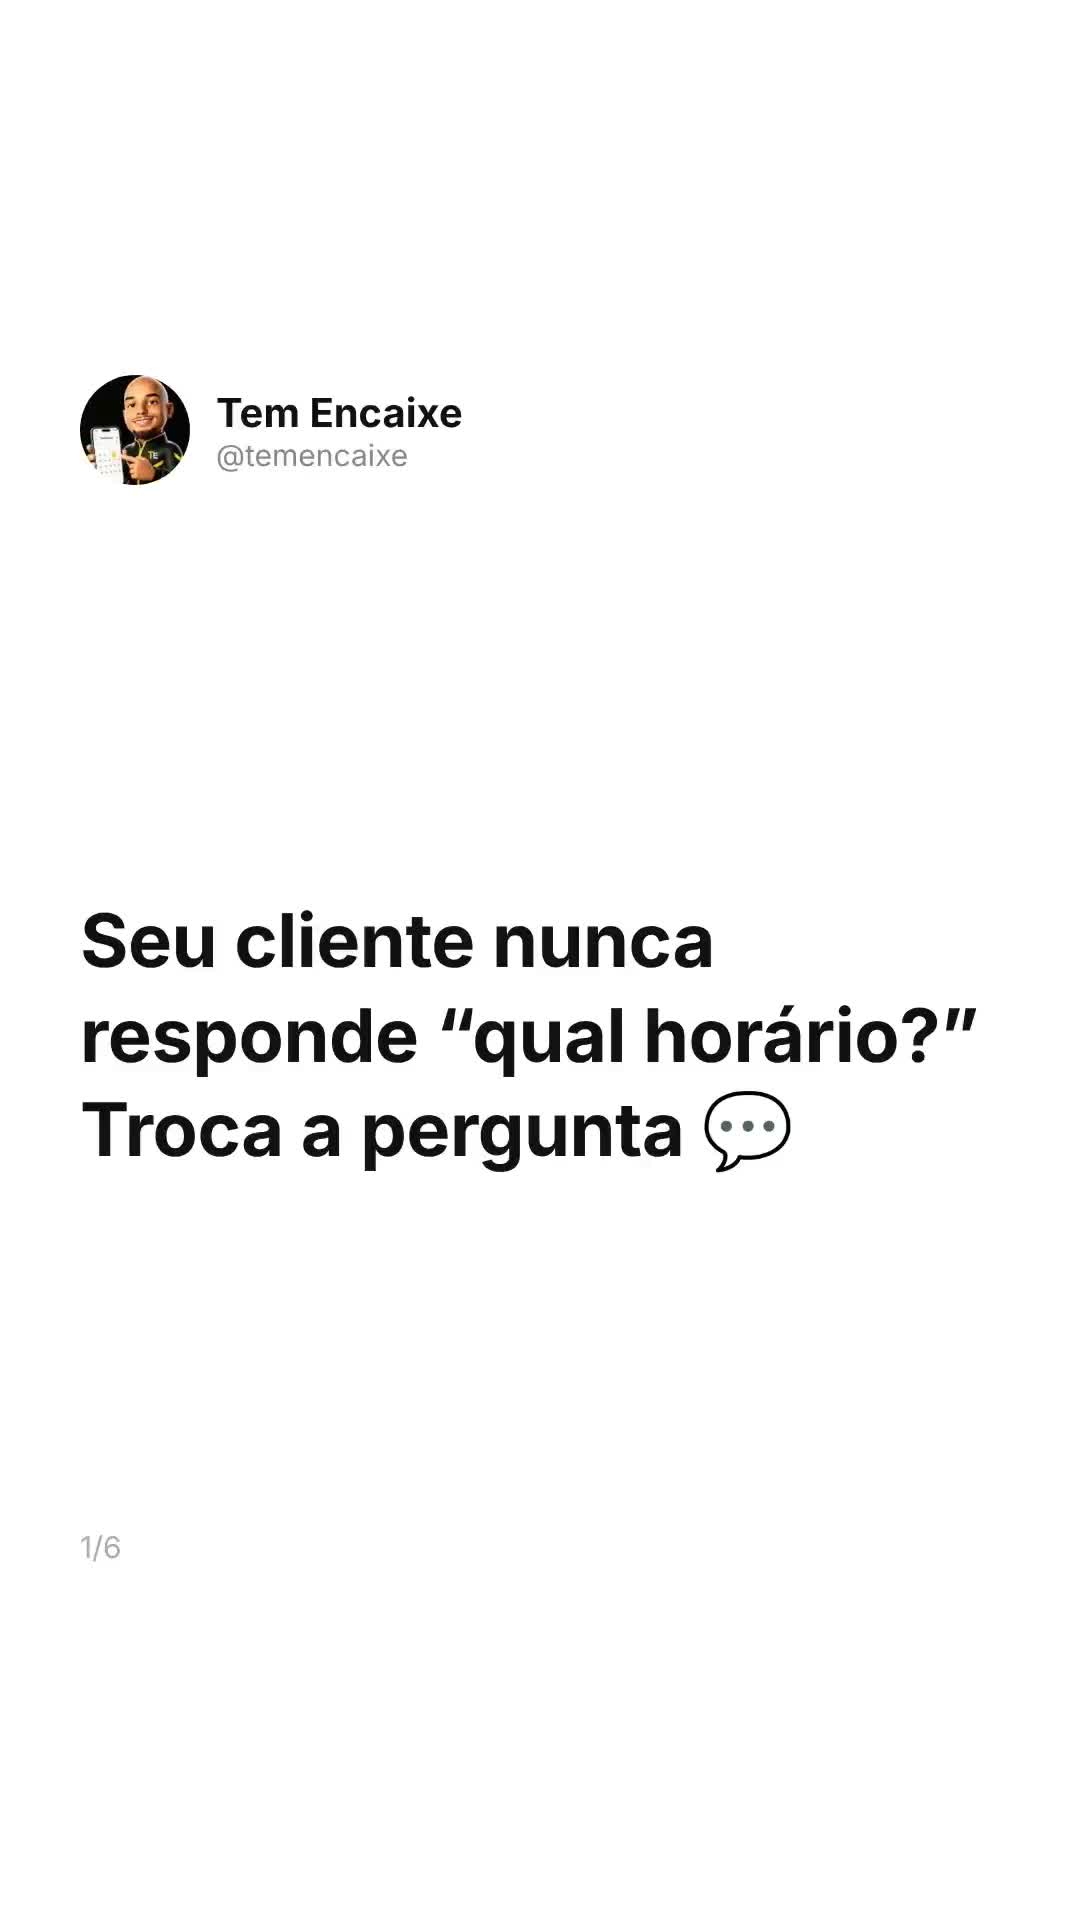 Tem Encaixe
@temencaixe
Seu cliente nunca
responde “qual horário?”
Troca a pergunta 💬
1/6